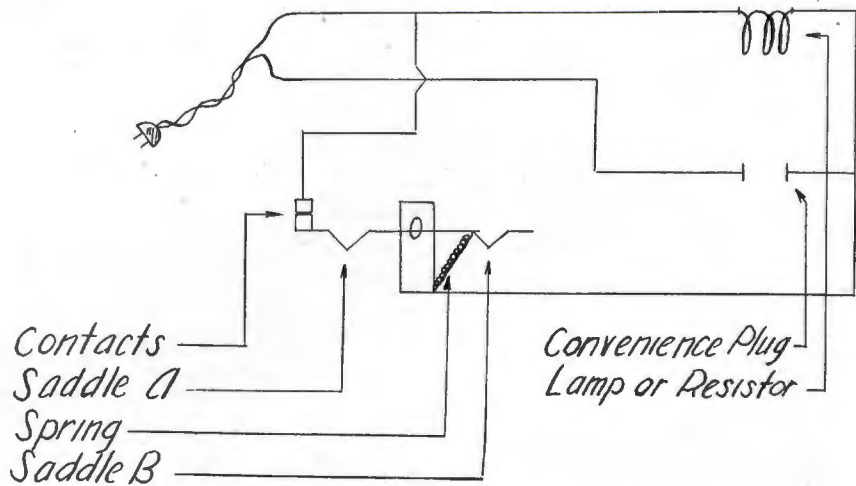 Contacts
Saddle A
Spring
Saddle B
Convenience Plug
Lamp or Resistor